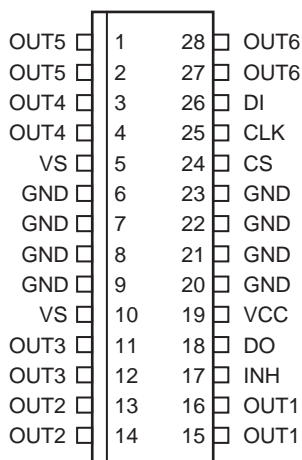 OUT5 1 28 OUT6
OUT5 2 27 OUT6
OUT4 3 26 DI
OUT4 4 25 CLK
VS 5 24 CS
GND 6 23 GND
GND 7 22 GND
GND 8 21 GND
GND 9 20 GND
VS 10 19 VCC
OUT3 11 18 DO
OUT3 12 17 INH
OUT2 13 16 OUT1
OUT2 14 15 OUT1